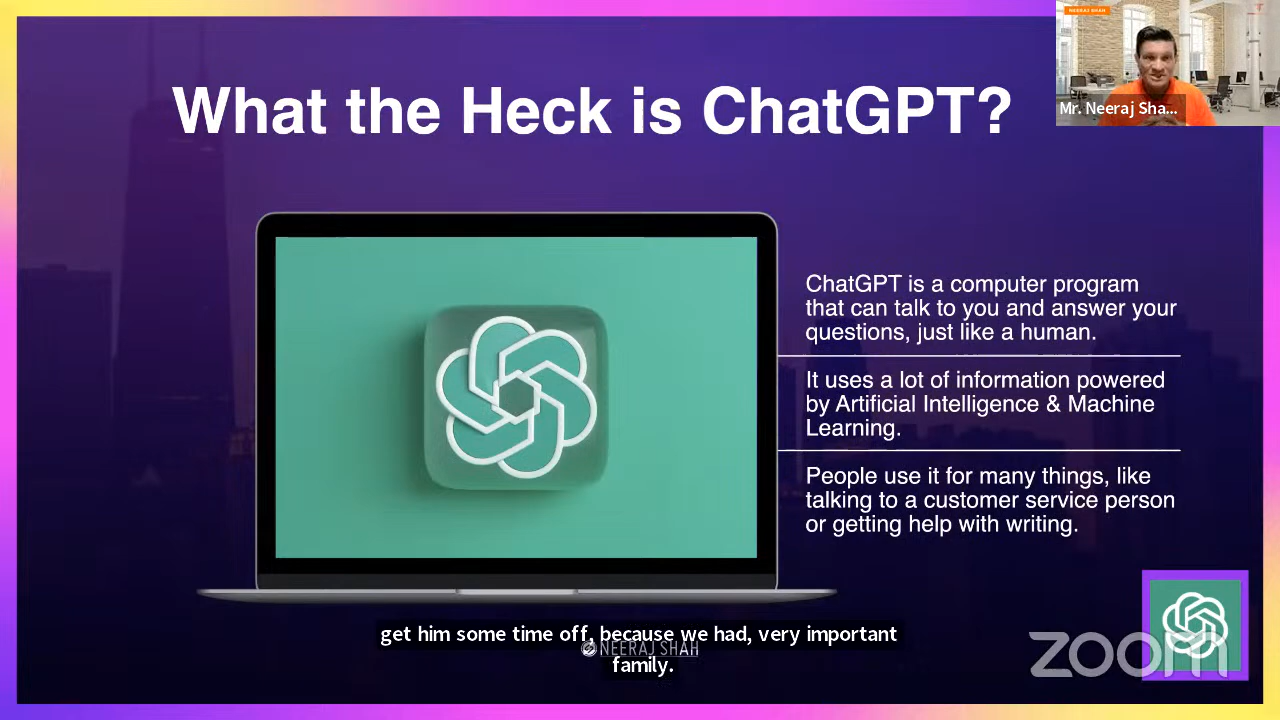 NEERAJ SHAH
What the Heck is ChatGPT?
Mr. Neeraj Sha...
ChatGPT is a computer program
that can talk to you and answer your
questions, just like a human.
It uses a lot of information powered
by Artificial Intelligence & Machine
Learning.
People use it for many things, like
talking to a customer service person
or getting help with writing.
get him some time off, because we had, very important
NEERAJ SHAH
family.
zoom